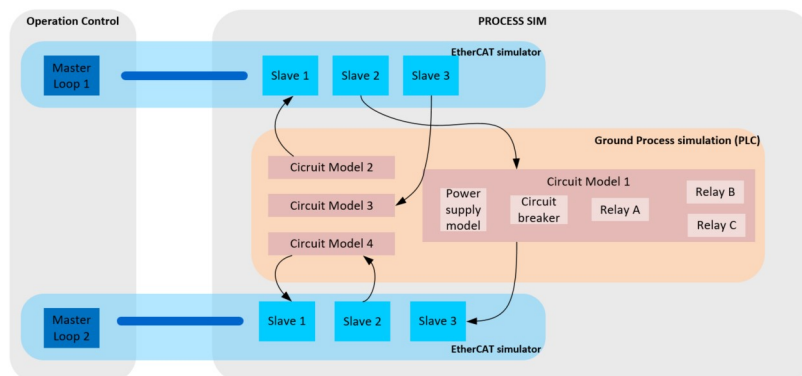 Operation Control
PROCESS SIM
EtherCAT simulator
Master
Loop 1
Slave 1
Slave 2
Slave 3
Ground Process simulation (PLC)
Cicruit Model 2
Circuit Model 3
Circuit Model 4
Circuit Model 1
Power
supply
model
Circuit
breaker
Relay A
Relay B
Relay C
Master
Loop 2
Slave 1
Slave 2
Slave 3
EtherCAT simulator